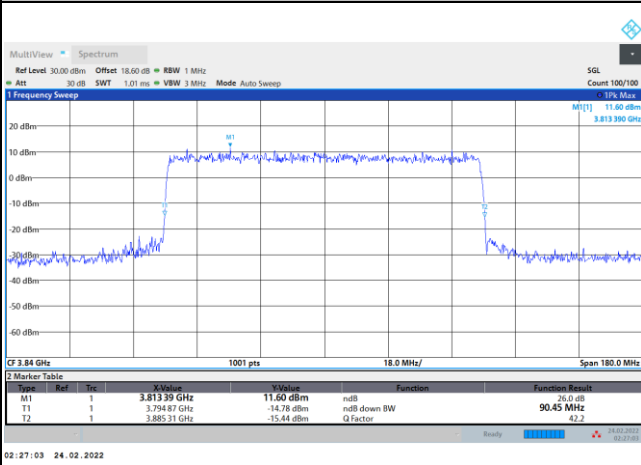 MultiView Spectrum
Ref Level 30.00 dBm Offset 18.60 dB RBW 1 MHz SGL
Att 30 dB SWT 1.01 ms VBW 3 MHz Mode Auto Sweep Count 100/100
1 Frequency Sweep 1Pk Max
M1[1] 11.60 dBm
3.813 390 GHz
M1
20 dBm
10 dBm
0 dBm
-10 dBm
T1
T2
-20 dBm
-30 dBm
-40 dBm
-50 dBm
-60 dBm
CF 3.84 GHz 1001 pts 18.0 MHz/ Span 180.0 MHz
2 Marker Table
Type Ref Trc X-Value Y-Value Function Function Result
M1 1 3.813 39 GHz 11.60 dBm ndB 26.0 dB
T1 1 3.794 87 GHz -14.78 dBm ndB down BW 90.45 MHz
T2 1 3.885 31 GHz -15.44 dBm Q Factor 42.2
Ready 24.02.2022
02:27:03
02:27:03 24.02.2022